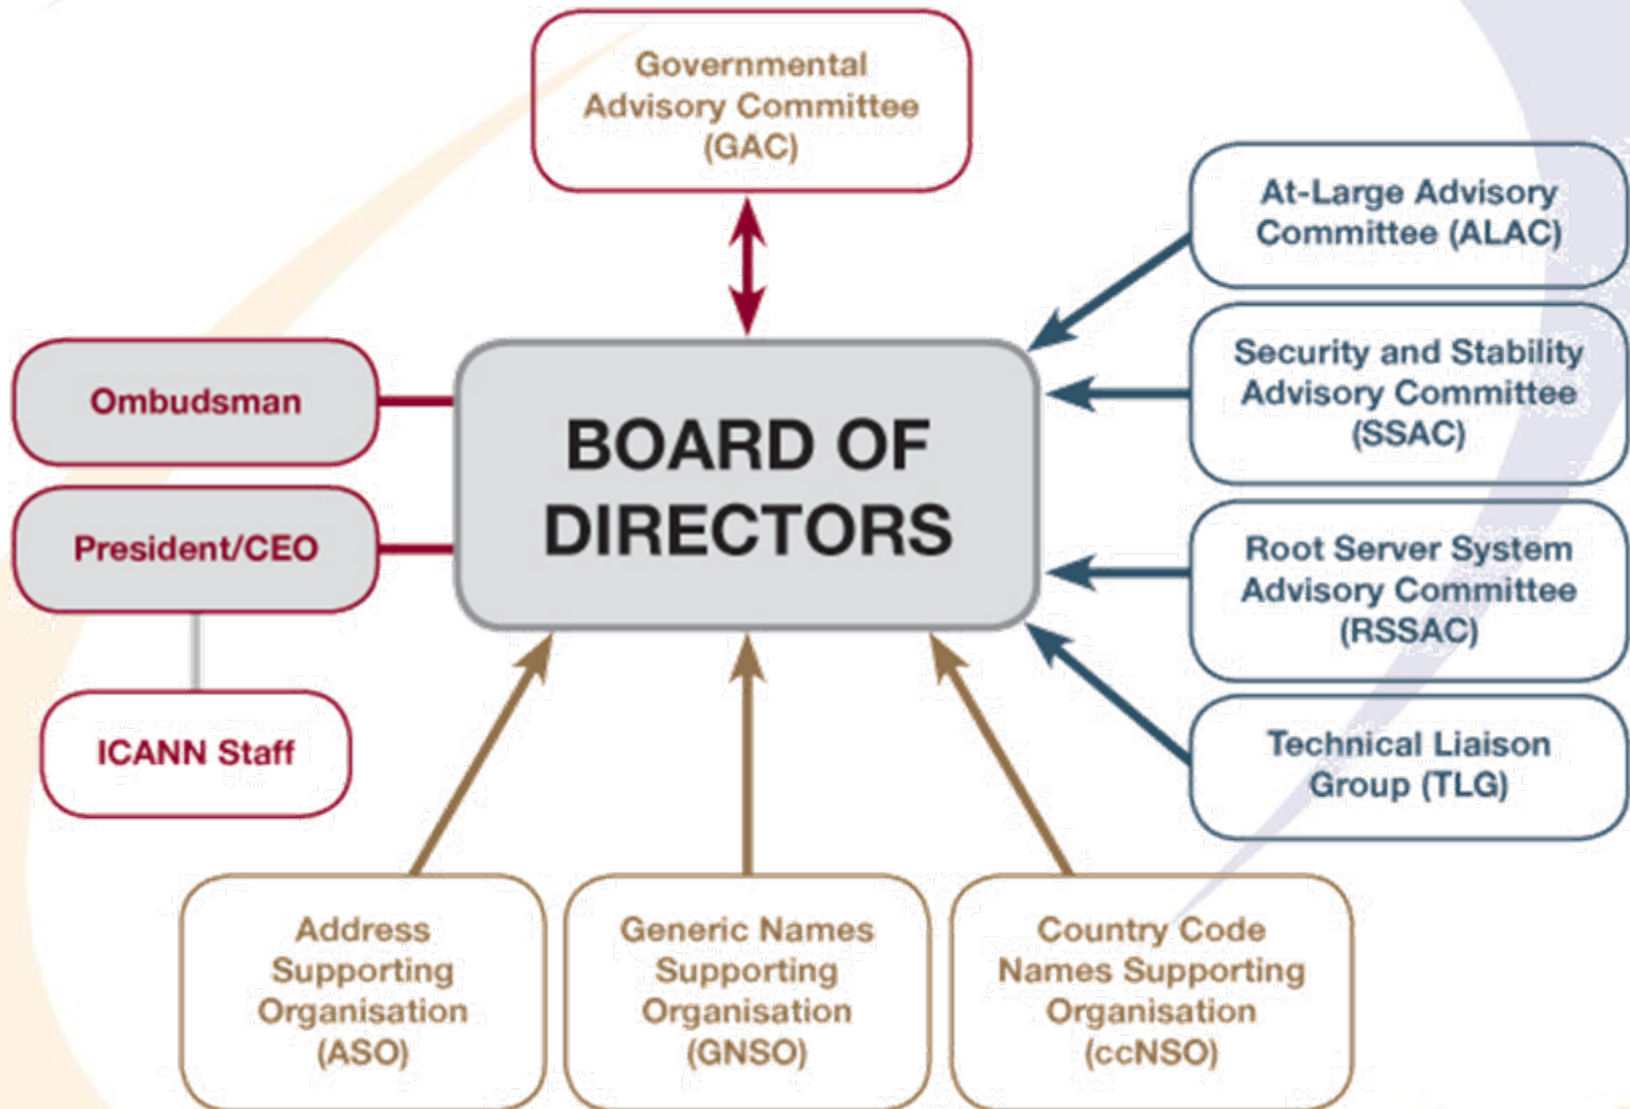 Governmental
Advisory Committee
(GAC)
At-Large Advisory
Committee (ALAC)
Security and Stability
Advisory Committee
(SSAC)
Ombudsman
BOARD OF
DIRECTORS
President/CEO
Root Server System
Advisory Committee
(RSSAC)
ICANN Staff
Technical Liaison
Group (TLG)
Address
Supporting
Organisation
(ASO)
Generic Names
Supporting
Organisation
(GNSO)
Country Code
Names Supporting
Organisation
(ccNSO)